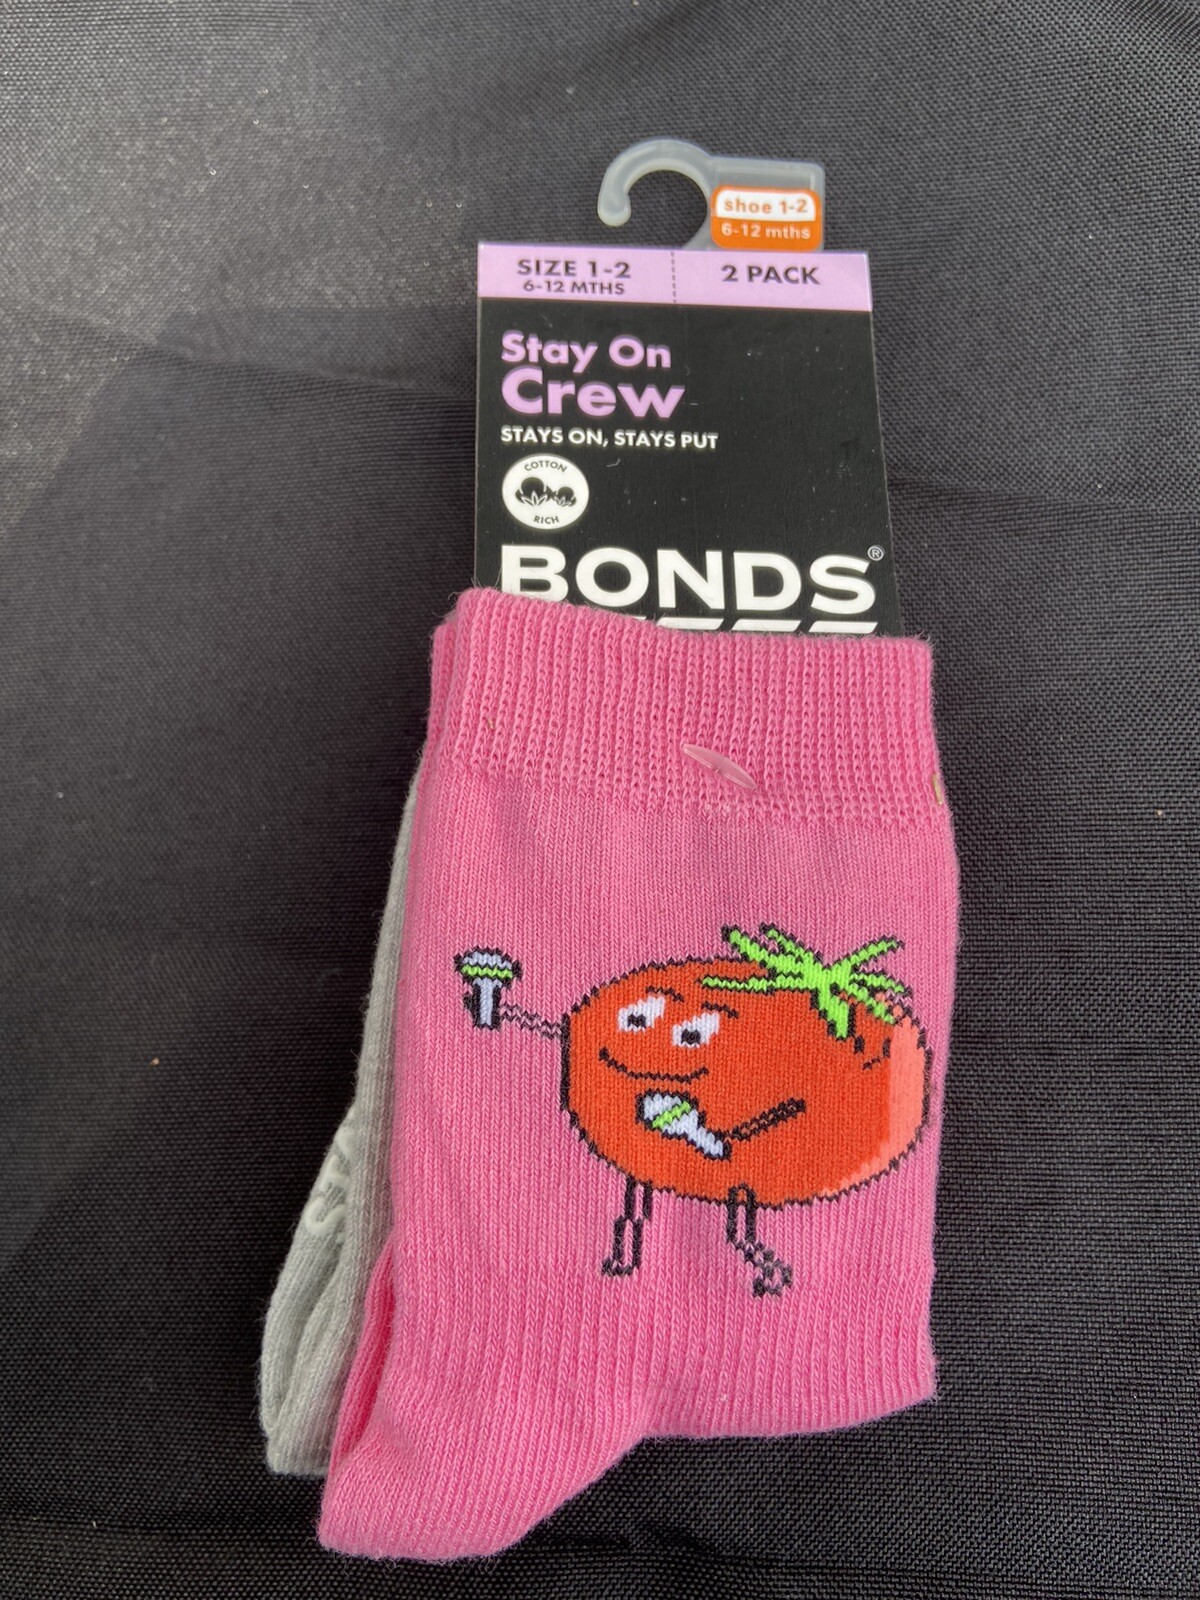 shoe 1-2
6-12 mths
SIZE 1-2
6-12 MTHS
2 PACK
Stay On
Crew
STAYS ON, STAYS PUT
COTTON
RICH
BONDS®